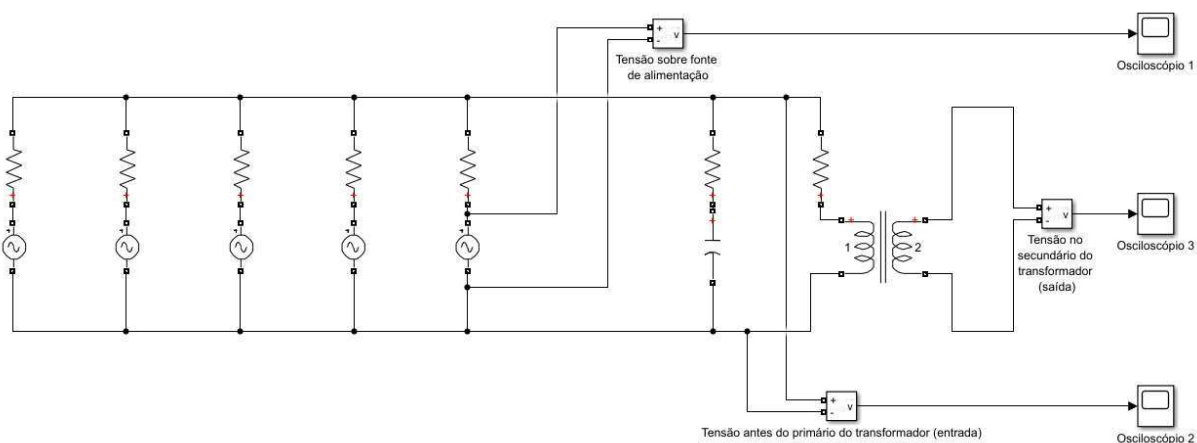 +
-
v
Tensão sobre fonte
de alimentação
Osciloscópio 1
1
2
+
-
v
Tensão no
secundário do
transformador
(saída)
Osciloscópio 3
+
-
v
Tensão antes do primário do transformador (entrada)
Osciloscópio 2